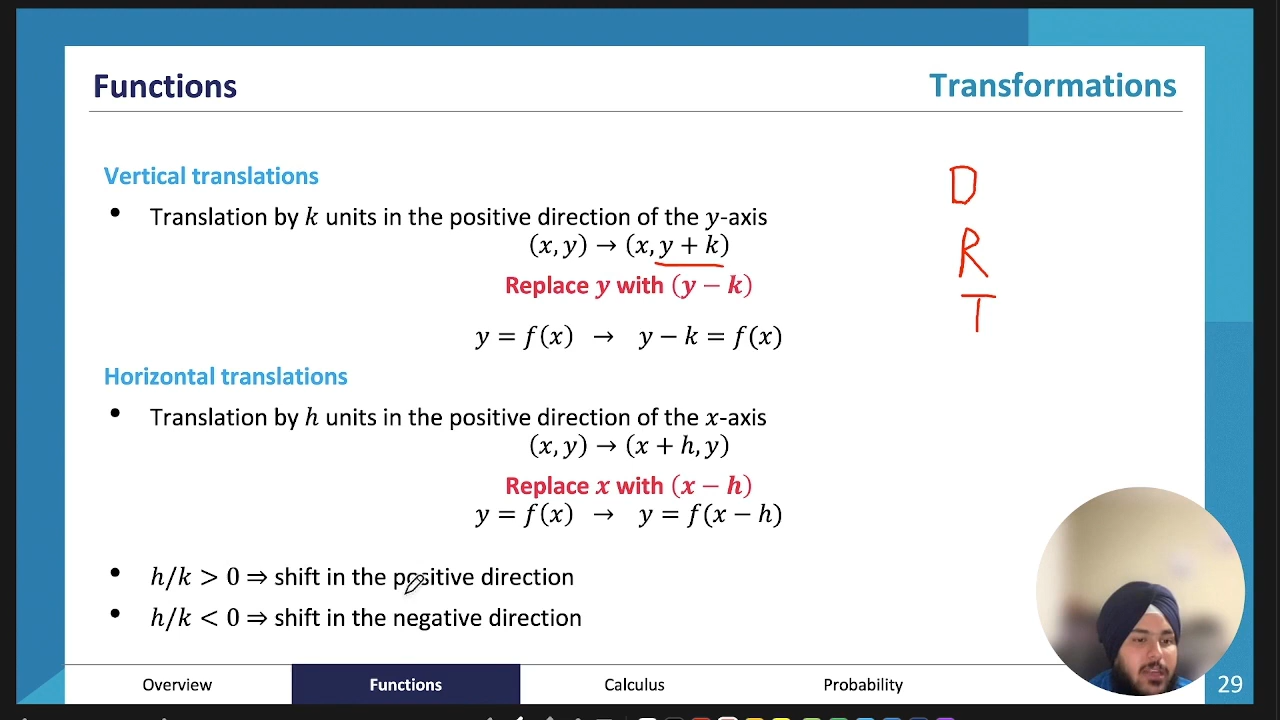 Functions
Transformations
Vertical translations
• Translation by k units in the positive direction of the y-axis
(x, y) → (x, y + k)
Replace y with (y − k)
y = f(x) → y − k = f(x)
Horizontal translations
• Translation by h units in the positive direction of the x-axis
(x, y) → (x + h, y)
Replace x with (x − h)
y = f(x) → y = f(x − h)
• h/k > 0 ⇒ shift in the positive direction
• h/k < 0 ⇒ shift in the negative direction
D
R
T
Overview Functions Calculus Probability
29